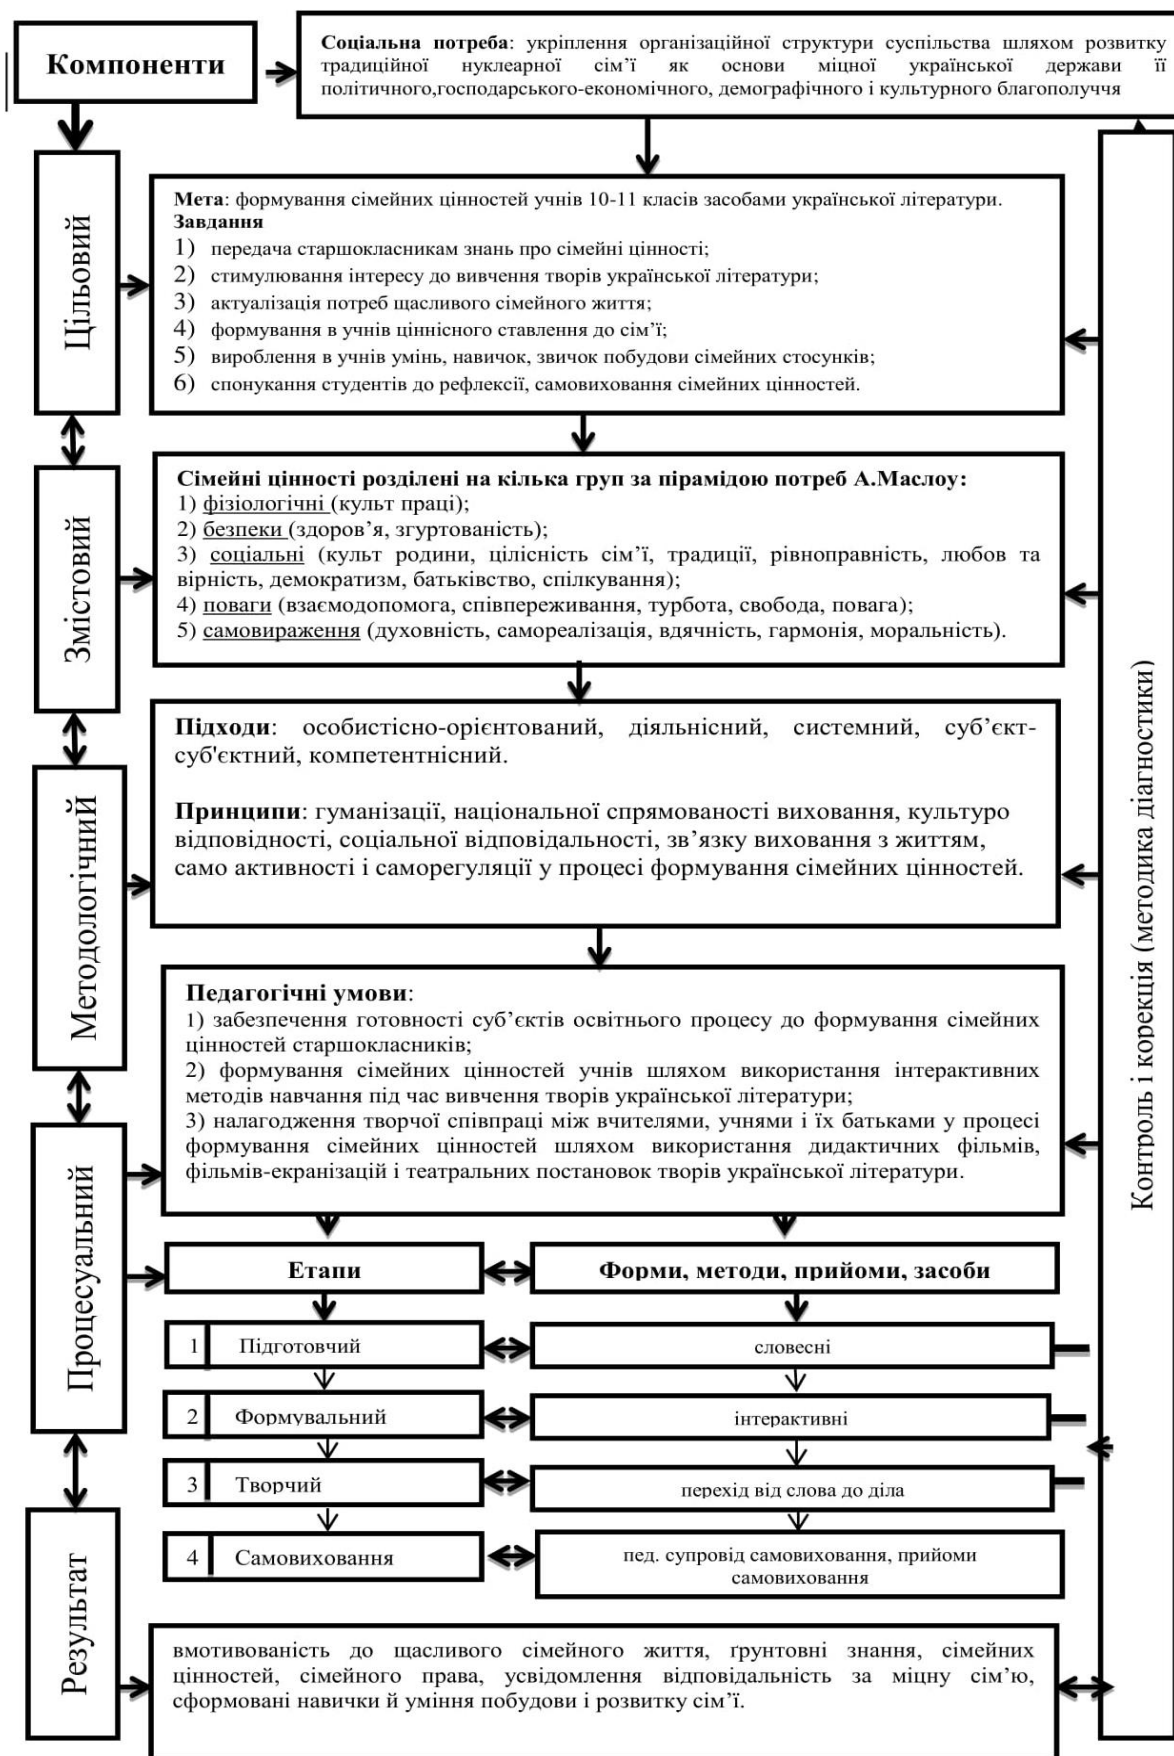 Компоненти
Соціальна потреба: укріплення організаційної структури суспільства шляхом розвитку
традиційної нуклеарної сім’ї як основи міцної української держави її
політичного,господарського-економічного, демографічного і культурного благополуччя
Цільовий
Мета: формування сімейних цінностей учнів 10-11 класів засобами української літератури.
Завдання
1) передача старшокласникам знань про сімейні цінності;
2) стимулювання інтересу до вивчення творів української літератури;
3) актуалізація потреб щасливого сімейного життя;
4) формування в учнів ціннісного ставлення до сім’ї;
5) вироблення в учнів умінь, навичок, звичок побудови сімейних стосунків;
6) спонукання студентів до рефлексії, самовиховання сімейних цінностей.
Змістовий
Сімейні цінності розділені на кілька груп за пірамідою потреб А.Маслоу:
1) фізіологічні (культ праці);
2) безпеки (здоров’я, згуртованість);
3) соціальні (культ родини, цілісність сім’ї, традиції, рівноправність, любов та
вірність, демократизм, батьківство, спілкування);
4) поваги (взаємодопомога, співпереживання, турбота, свобода, повага);
5) самовираження (духовність, самореалізація, вдячність, гармонія, моральність).
Методологічний
Підходи: особистісно-орієнтований, діяльнісний, системний, суб’єкт-
суб'єктний, компетентнісний.
Принципи: гуманізації, національної спрямованості виховання, культуро
відповідності, соціальної відповідальності, зв’язку виховання з життям,
само активності і саморегуляції у процесі формування сімейних цінностей.
Процесуальний
Педагогічні умови:
1) забезпечення готовності суб’єктів освітнього процесу до формування сімейних
цінностей старшокласників;
2) формування сімейних цінностей учнів шляхом використання інтерактивних
методів навчання під час вивчення творів української літератури;
3) налагодження творчої співпраці між вчителями, учнями і їх батьками у процесі
формування сімейних цінностей шляхом використання дидактичних фільмів,
фільмів-екранізацій і театральних постановок творів української літератури.
Етапи
Форми, методи, прийоми, засоби
1 Підготовчий
словесні
2 Формувальний
інтерактивні
3 Творчий
перехід від слова до діла
4 Самовиховання
пед. супровід самовиховання, прийоми
самовиховання
Результат
вмотивованість до щасливого сімейного життя, ґрунтовні знання, сімейних
цінностей, сімейного права, усвідомлення відповідальність за міцну сім’ю,
сформовані навички й уміння побудови і розвитку сім’ї.
Контроль і корекція (методика діагностики)